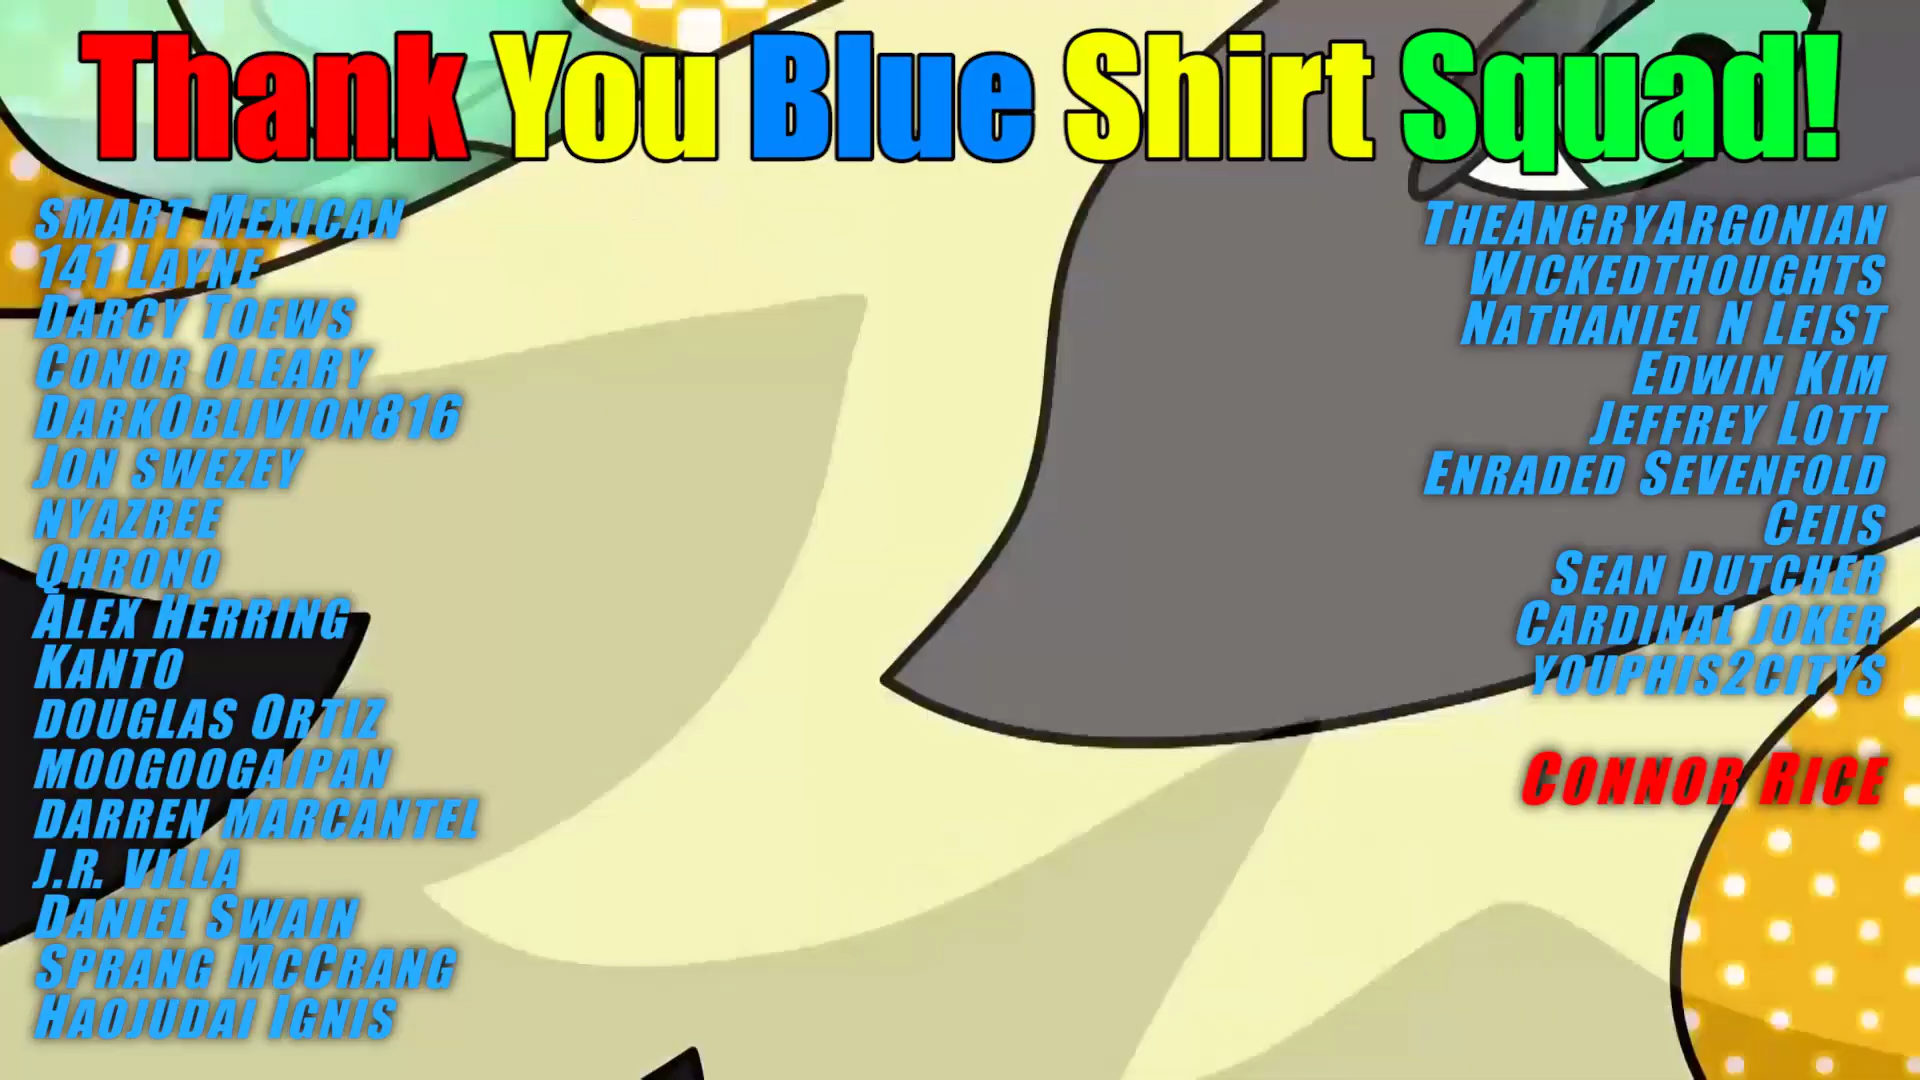 Thank You Blue Shirt Squad!
smart Mexican
141 Layne
Darcy Toews
Conor Oleary
DarkOblivion816
Jon swezey
nyazree
Qhrono
Alex Herring
Kanto
douglas Ortiz
moogoogaipan
darren marcantel
J.R. villa
Daniel Swain
Sprang McCrang
Haojudai Ignis
TheAngryArgonian
Wickedthoughts
Nathaniel N Leist
Edwin Kim
Jeffrey Lott
Enraded Sevenfold
Ceiis
Sean Dutcher
Cardinal joker
youphis2citys
Connor Rice